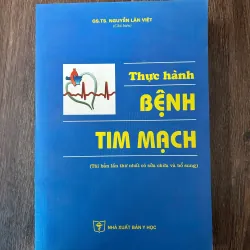 GS.TS. NGUYỄN LÂN VIỆT
(Chủ biên)
Thực hành
BỆNH
TIM MẠCH
(Tái bản lần thứ nhất có sửa chữa và bổ sung)
NHÀ XUẤT BẢN Y HỌC